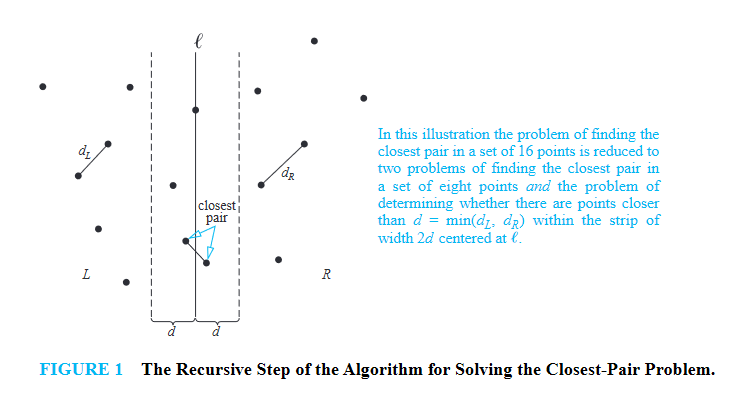 ℓ
d_L
d_R
closest
pair
L
R
d
d
In this illustration the problem of finding the
closest pair in a set of 16 points is reduced to
two problems of finding the closest pair in
a set of eight points and the problem of
determining whether there are points closer
than d = min(d_L, d_R) within the strip of
width 2d centered at ℓ.
FIGURE 1 The Recursive Step of the Algorithm for Solving the Closest-Pair Problem.